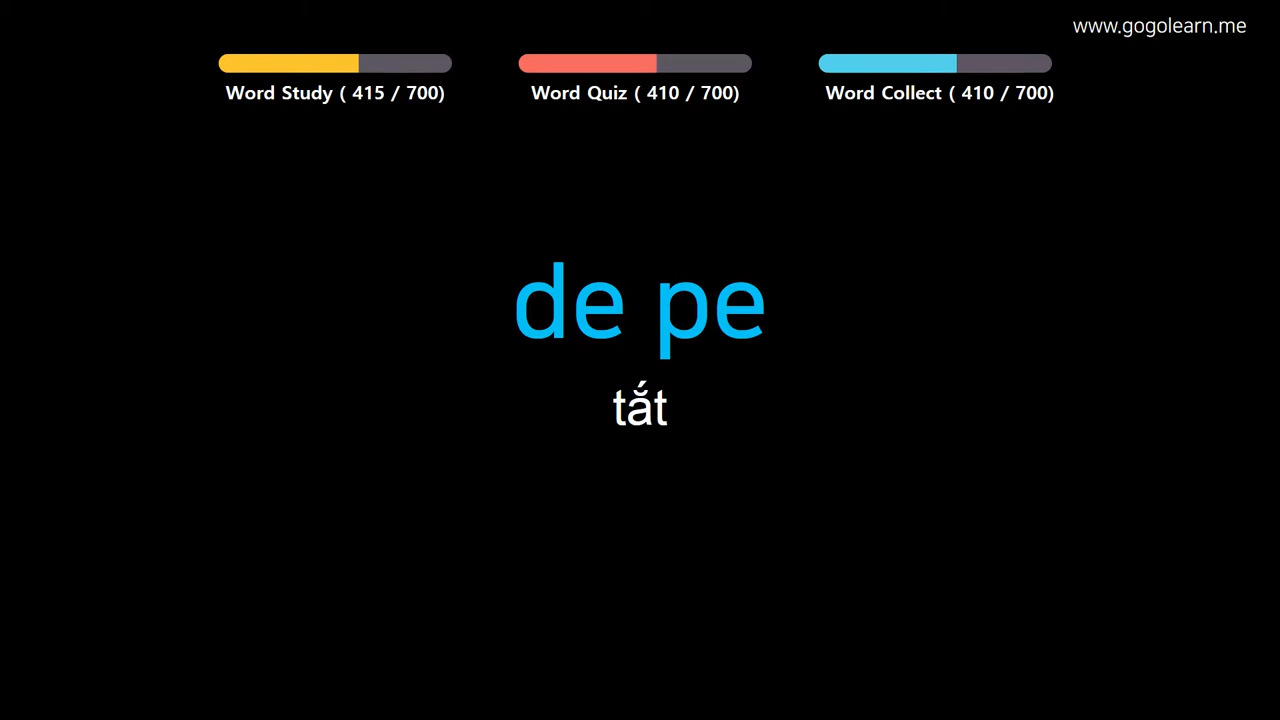 www.gogolearn.me
Word Study ( 415 / 700)
Word Quiz ( 410 / 700)
Word Collect ( 410 / 700)
de pe
tắt